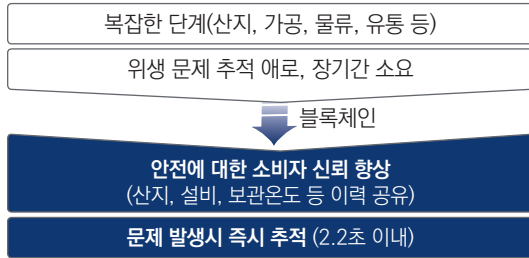 복잡한 단계(산지, 가공, 물류, 유통 등)
위생 문제 추적 애로, 장기간 소요
블록체인
안전에 대한 소비자 신뢰 향상
(산지, 설비, 보관온도 등 이력 공유)
문제 발생시 즉시 추적 (2.2초 이내)